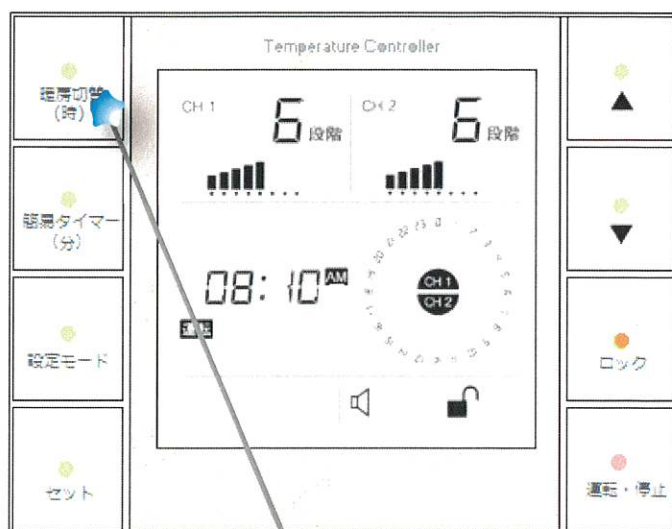 Temperature Controller
暖房切替
(時)
簡易タイマー
(分)
設定モード
セット
CH 1
6 段階
CH 2
6 段階
08:10 AM
運転
CH 1
CH 2
▲
▼
ロック
運転・停止